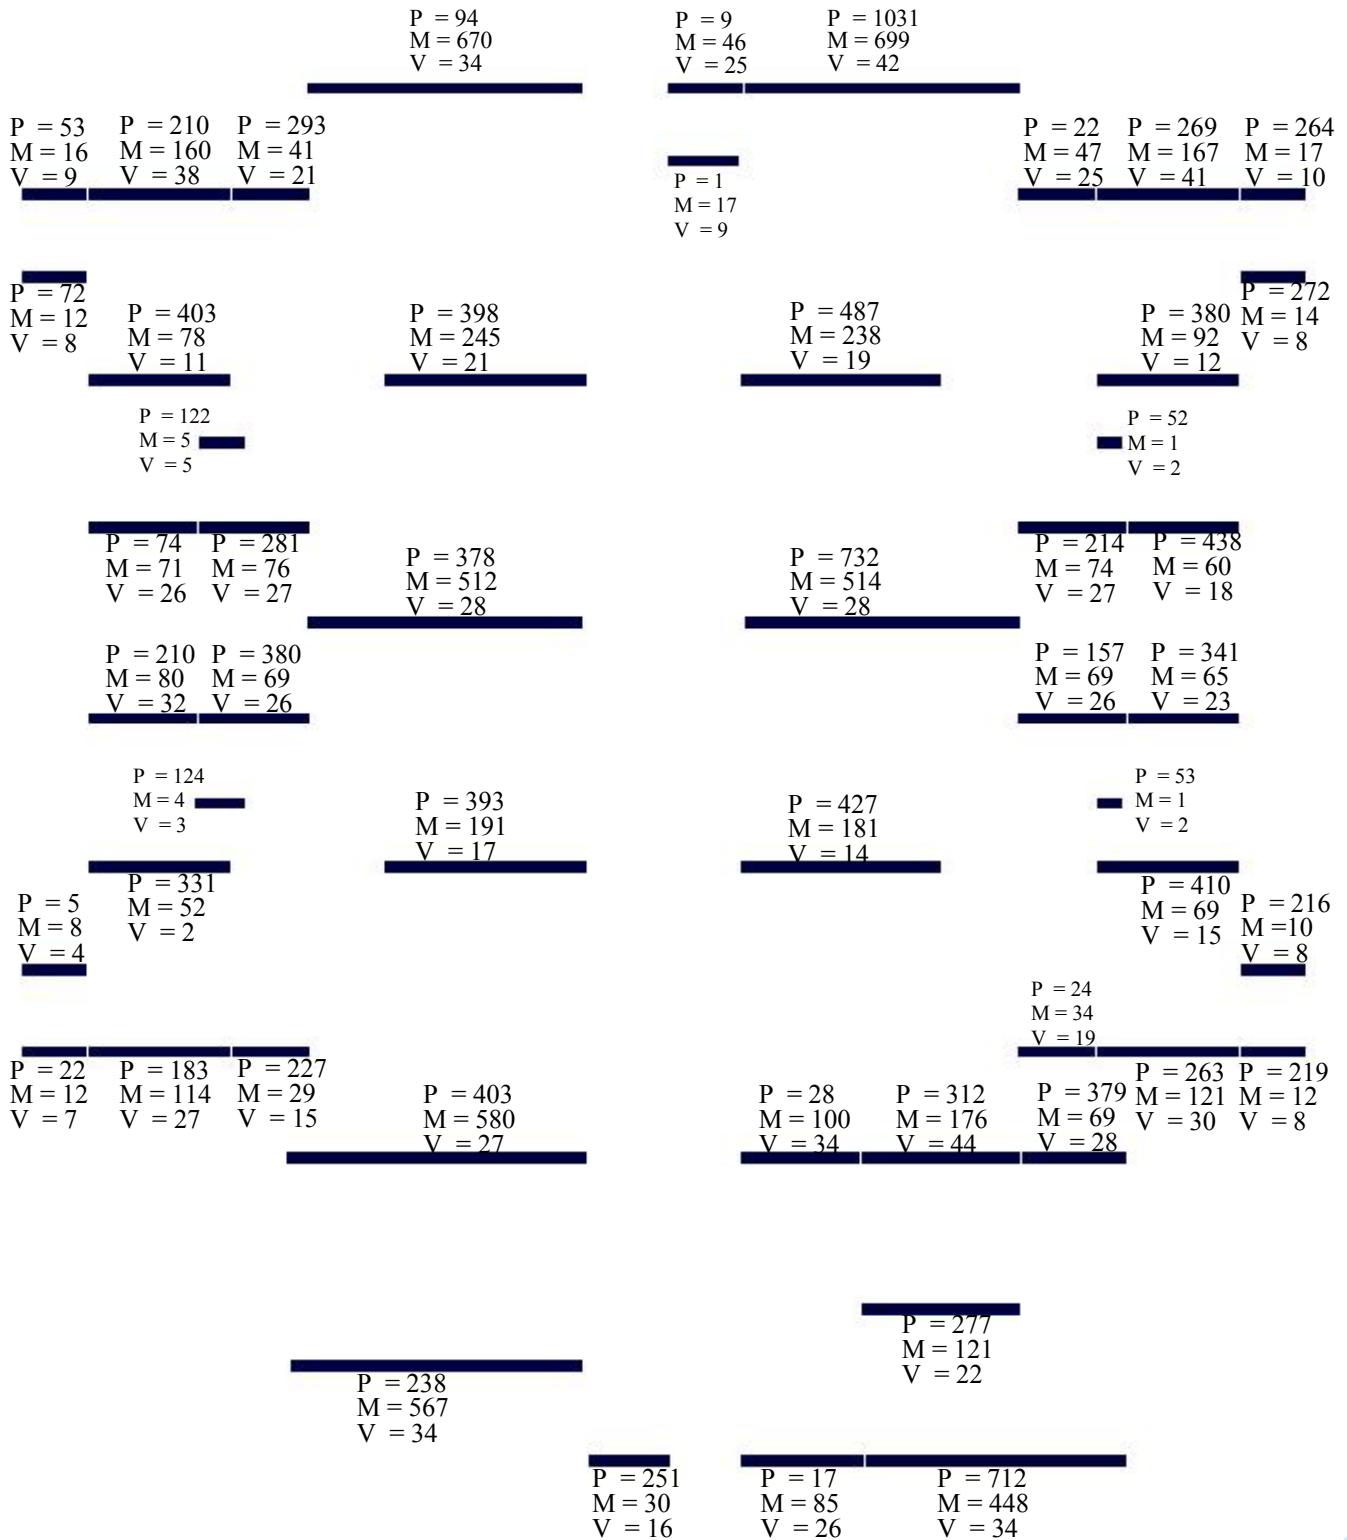 P = 94
M = 670
V = 34
P = 9
M = 46
V = 25
P = 1031
M = 699
V = 42
P = 53
M = 16
V = 9
P = 210
M = 160
V = 38
P = 293
M = 41
V = 21
P = 1
M = 17
V = 9
P = 22
M = 47
V = 25
P = 269
M = 167
V = 41
P = 264
M = 17
V = 10
P = 72
M = 12
V = 8
P = 403
M = 78
V = 11
P = 398
M = 245
V = 21
P = 487
M = 238
V = 19
P = 380
M = 92
V = 12
P = 272
M = 14
V = 8
P = 122
M = 5
V = 5
P = 52
M = 1
V = 2
P = 74
M = 71
V = 26
P = 281
M = 76
V = 27
P = 378
M = 512
V = 28
P = 732
M = 514
V = 28
P = 214
M = 74
V = 27
P = 438
M = 60
V = 18
P = 210
M = 80
V = 32
P = 380
M = 69
V = 26
P = 157
M = 69
V = 26
P = 341
M = 65
V = 23
P = 124
M = 4
V = 3
P = 393
M = 191
V = 17
P = 427
M = 181
V = 14
P = 53
M = 1
V = 2
P = 5
M = 8
V = 4
P = 331
M = 52
V = 2
P = 410
M = 69
V = 15
P = 216
M =10
V = 8
P = 24
M = 34
V = 19
P = 22
M = 12
V = 7
P = 183
M = 114
V = 27
P = 227
M = 29
V = 15
P = 403
M = 580
V = 27
P = 28
M = 100
V = 34
P = 312
M = 176
V = 44
P = 379
M = 69
V = 28
P = 263
M = 121
V = 30
P = 219
M = 12
V = 8
P = 277
M = 121
V = 22
P = 238
M = 567
V = 34
P = 251
M = 30
V = 16
P = 17
M = 85
V = 26
P = 712
M = 448
V = 34